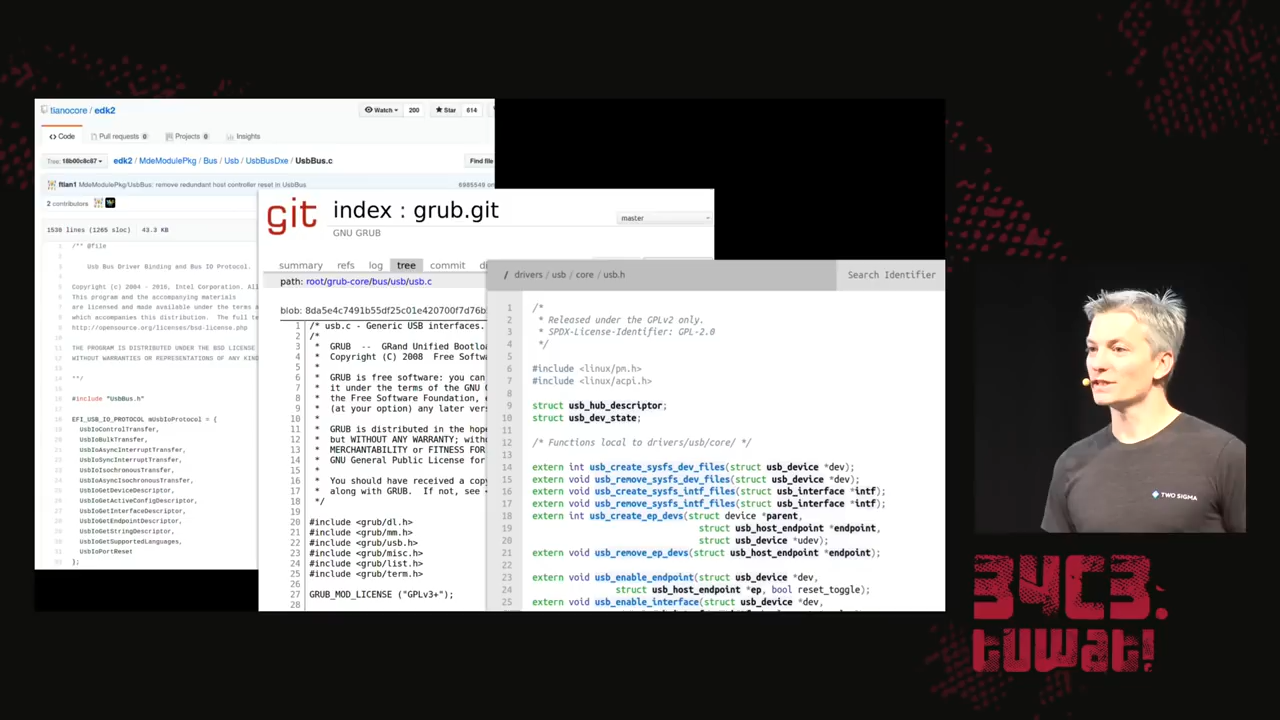 tianocore / edk2
Watch 200 Star 614
Code Pull requests 0 Projects 0 Insights
Tree: 16b00c8c67 edk2 / MdeModulePkg / Bus / Usb / UsbBusDxe / UsbBus.c Find file
ftian1 MdeModulePkg/UsbBus: remove redundant host controller reset in UsbBus
2 contributors
1538 lines (1265 sloc) 43.3 KB
/** @file
Usb Bus Driver Binding and Bus IO Protocol.
Copyright (c) 2004 - 2016, Intel Corporation. All
This program and the accompanying materials
are licensed and made available under the terms a
which accompanies this distribution. The full te
http://opensource.org/licenses/bsd-license.php
THE PROGRAM IS DISTRIBUTED UNDER THE BSD LICENSE
WITHOUT WARRANTIES OR REPRESENTATIONS OF ANY KIND
**/
#include "UsbBus.h"
EFI_USB_IO_PROTOCOL mUsbIoProtocol = {
UsbIoControlTransfer,
UsbIoBulkTransfer,
UsbIoAsyncInterruptTransfer,
UsbIoSyncInterruptTransfer,
UsbIoIsochronousTransfer,
UsbIoAsyncIsochronousTransfer,
UsbIoGetDeviceDescriptor,
UsbIoGetActiveConfigDescriptor,
UsbIoGetInterfaceDescriptor,
UsbIoGetEndpointDescriptor,
UsbIoGetStringDescriptor,
UsbIoGetSupportedLanguages,
UsbIoPortReset
};
git index : grub.git
master
GNU GRUB
summary refs log tree commit di
path: root/grub-core/bus/usb/usb.c
blob: 8da5e4c7491b55df25c01e420700f7d76b
1 /* usb.c - Generic USB interfaces.
2 /*
3 * GRUB -- GRand Unified Bootloa
4 * Copyright (C) 2008 Free Softwa
5 *
6 * GRUB is free software: you can
7 * it under the terms of the GNU G
8 * the Free Software Foundation, e
9 * (at your option) any later vers
10 *
11 * GRUB is distributed in the hope
12 * but WITHOUT ANY WARRANTY; witho
13 * MERCHANTABILITY or FITNESS FOR
14 * GNU General Public License for
15 *
16 * You should have received a copy
17 * along with GRUB. If not, see <
18 */
19
20 #include <grub/dl.h>
21 #include <grub/mm.h>
22 #include <grub/usb.h>
23 #include <grub/misc.h>
24 #include <grub/list.h>
25 #include <grub/term.h>
26
27 GRUB_MOD_LICENSE ("GPLv3+");
28
/ drivers / usb / core / usb.h Search Identifier
1 /*
2 * Released under the GPLv2 only.
3 * SPDX-License-Identifier: GPL-2.0
4 */
5
6 #include <linux/pm.h>
7 #include <linux/acpi.h>
8
9 struct usb_hub_descriptor;
10 struct usb_dev_state;
11
12 /* Functions local to drivers/usb/core/ */
13
14 extern int usb_create_sysfs_dev_files(struct usb_device *dev);
15 extern void usb_remove_sysfs_dev_files(struct usb_device *dev);
16 extern void usb_create_sysfs_intf_files(struct usb_interface *intf);
17 extern void usb_remove_sysfs_intf_files(struct usb_interface *intf);
18 extern int usb_create_ep_devs(struct device *parent,
19 struct usb_host_endpoint *endpoint,
20 struct usb_device *udev);
21 extern void usb_remove_ep_devs(struct usb_host_endpoint *endpoint);
22
23 extern void usb_enable_endpoint(struct usb_device *dev,
24 struct usb_host_endpoint *ep, bool reset_toggle);
25 extern void usb_enable_interface(struct usb_device *dev,
TWO SIGMA
34C3.
tuwat!